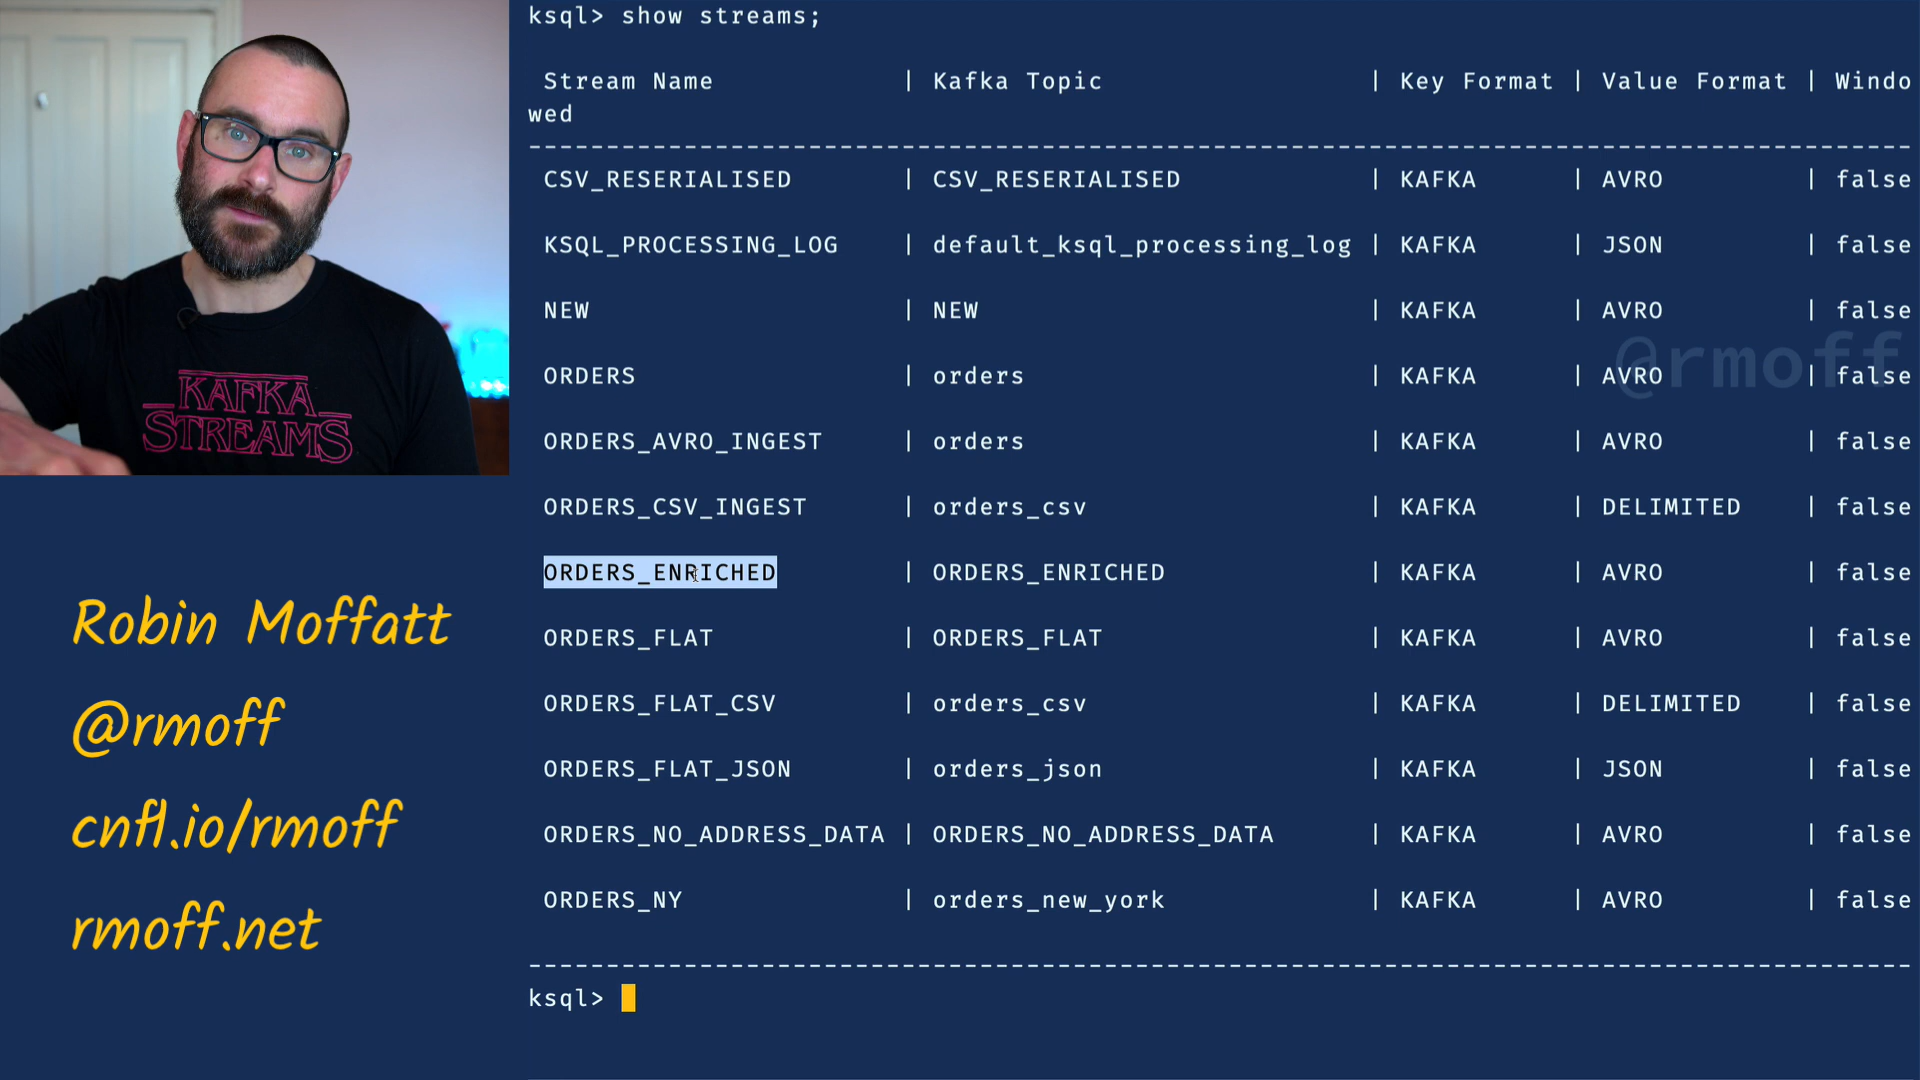 ksql> show streams;
Stream Name | Kafka Topic | Key Format | Value Format | Windo
wed
--------------------------------------------------------------------------------
CSV_RESERIALISED | CSV_RESERIALISED | KAFKA | AVRO | false
KSQL_PROCESSING_LOG | default_ksql_processing_log | KAFKA | JSON | false
NEW | NEW | KAFKA | AVRO | false
@rmoff
ORDERS | orders | KAFKA | AVRO | false
ORDERS_AVRO_INGEST | orders | KAFKA | AVRO | false
ORDERS_CSV_INGEST | orders_csv | KAFKA | DELIMITED | false
ORDERS_ENRICHED | ORDERS_ENRICHED | KAFKA | AVRO | false
ORDERS_FLAT | ORDERS_FLAT | KAFKA | AVRO | false
ORDERS_FLAT_CSV | orders_csv | KAFKA | DELIMITED | false
ORDERS_FLAT_JSON | orders_json | KAFKA | JSON | false
ORDERS_NO_ADDRESS_DATA | ORDERS_NO_ADDRESS_DATA | KAFKA | AVRO | false
ORDERS_NY | orders_new_york | KAFKA | AVRO | false
--------------------------------------------------------------------------------
ksql>
KAFKA
STREAMS
Robin Moffatt
@rmoff
cnfl.io/rmoff
rmoff.net